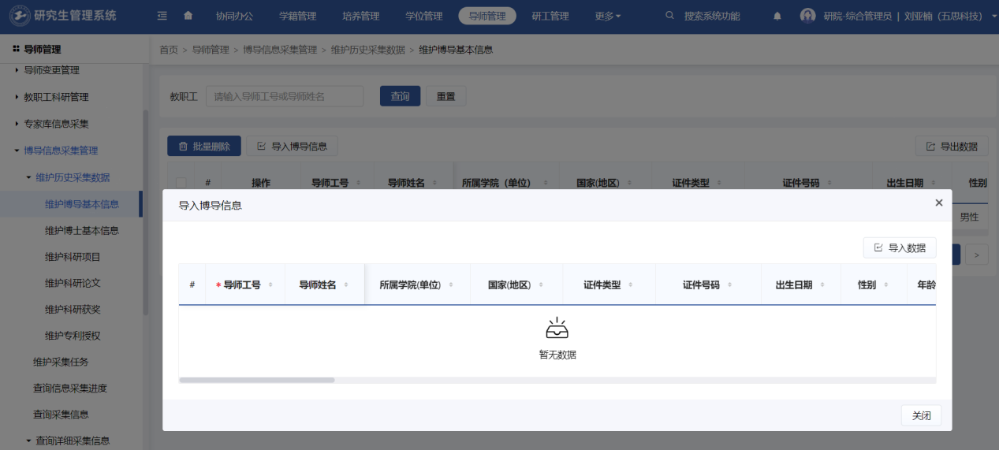 研究生管理系统 协同办公 学籍管理 培养管理 学位管理 导师管理 研工管理 更多 搜索系统功能 研院-综合管理员 | 刘亚楠（五思科技）
导师管理
首页 > 导师管理 > 博导信息采集管理 > 维护历史采集数据 > 维护博导基本信息
导师变更管理
教职工科研管理
专家库信息采集
博导信息采集管理
维护历史采集数据
维护博导基本信息
维护博士基本信息
维护科研项目
维护科研论文
维护科研获奖
维护专利授权
维护采集任务
查询信息采集进度
查询采集信息
查询详细采集信息
教职工 请输入导师工号或导师姓名 查询 重置
批量删除 导入博导信息 导出数据
# 操作 导师工号 导师姓名 所属学院（单位） 国家(地区) 证件类型 证件号码 出生日期 性别
男性
>
导入博导信息 ×
导入数据
# * 导师工号 导师姓名 所属学院(单位) 国家(地区) 证件类型 证件号码 出生日期 性别 年龄
暂无数据
关闭